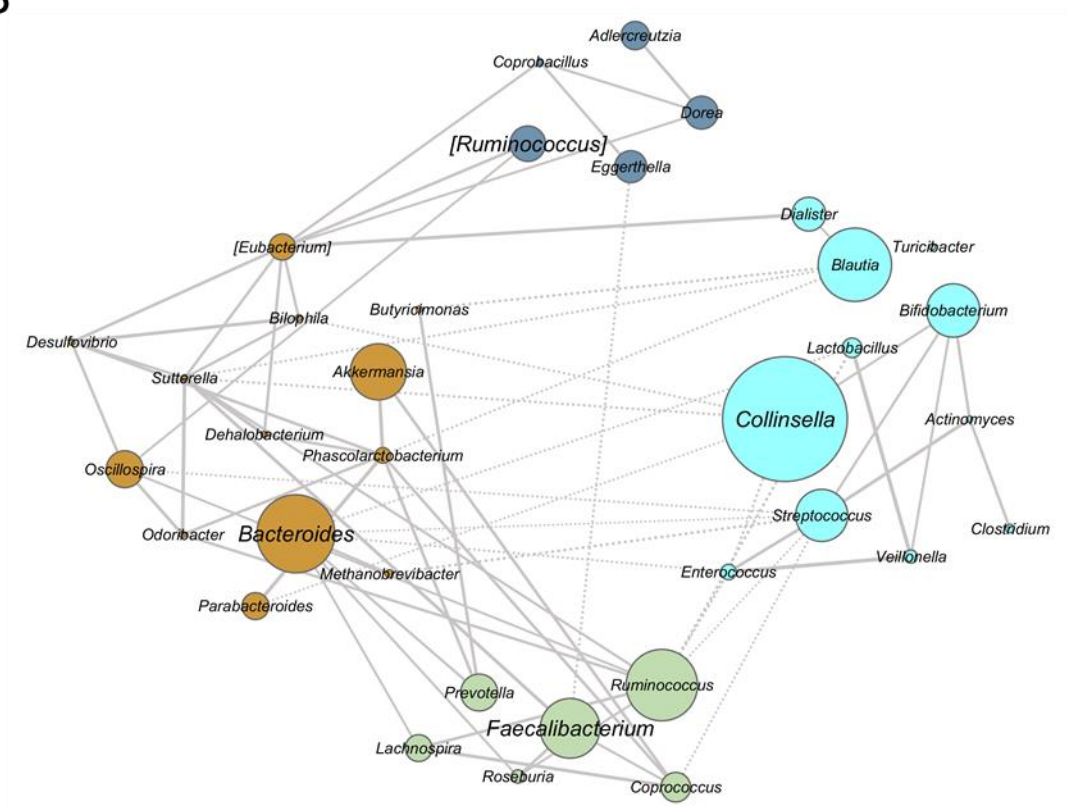 Adlercreutzia
Coprobacillus
Dorea
[Ruminococcus]
Eggerthella
Dialister
[Eubacterium]
Turicibacter
Blautia
Butyricimonas
Bifidobacterium
Bilophila
Desulfovibrio
Lactobacillus
Akkermansia
Sutterella
Collinsella
Actinomyces
Dehalobacterium
Phascolarctobacterium
Oscillospira
Streptococcus
Clostridium
Odoribacter
Bacteroides
Veillonella
Enterococcus
Methanobrevibacter
Parabacteroides
Ruminococcus
Prevotella
Faecalibacterium
Lachnospira
Roseburia
Coprococcus